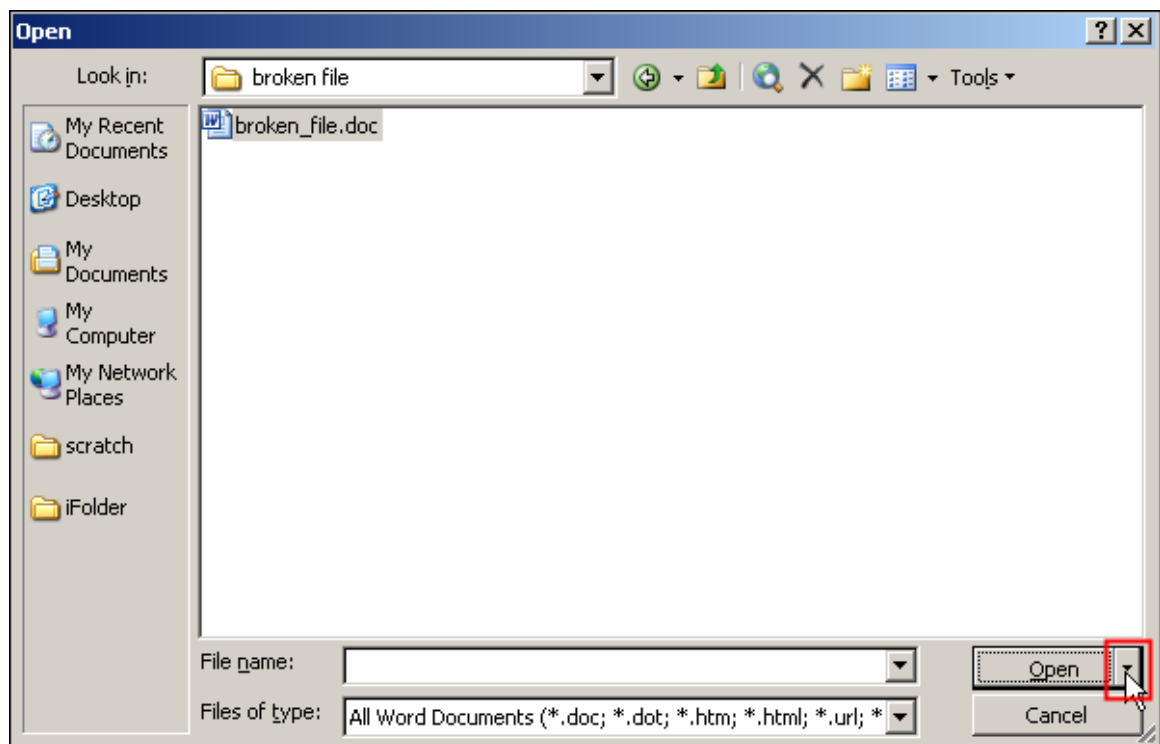 Open
Look in:
broken file
Tools
My Recent
Documents
Desktop
My
Documents
My
Computer
My Network
Places
scratch
iFolder
broken_file.doc
File name:
Open
Files of type:
All Word Documents (*.doc; *.dot; *.htm; *.html; *.url; *
Cancel